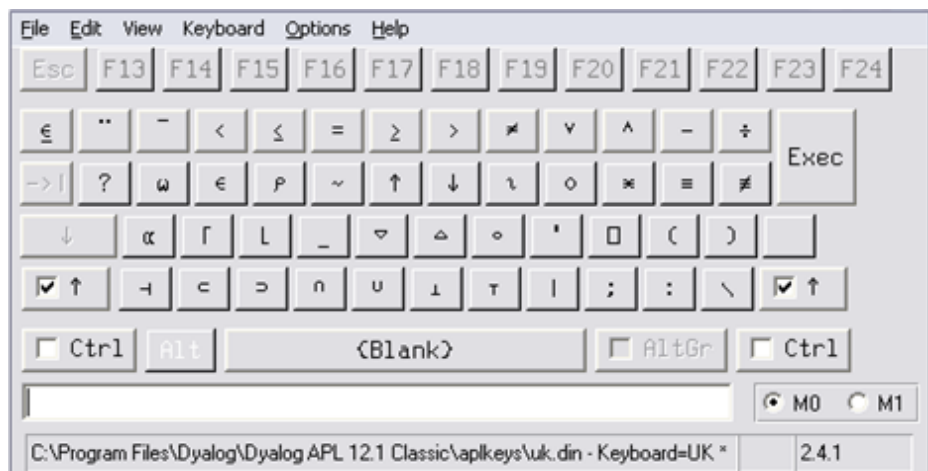 File Edit View Keyboard Options Help
Esc F13 F14 F15 F16 F17 F18 F19 F20 F21 F22 F23 F24
⍷ ¨ ¯ < ≤ = ≥ > ≠ ∨ ∧ - ÷ Exec
->| ? ⍵ ∊ ⍴ ~ ↑ ↓ ⍳ ○ * ≡ ≢
↓ ⍺ ⌈ ⌊ _ ∇ ∆ ∘ ' ⎕ ( )
↑ ⊣ ⊂ ⊃ ∩ ∪ ⊥ ⊤ | ; : \ ↑
Ctrl Alt {Blank} AltGr Ctrl
M0 M1
C:\Program Files\Dyalog\Dyalog APL 12.1 Classic\aplkeys\uk.din - Keyboard=UK * 2.4.1